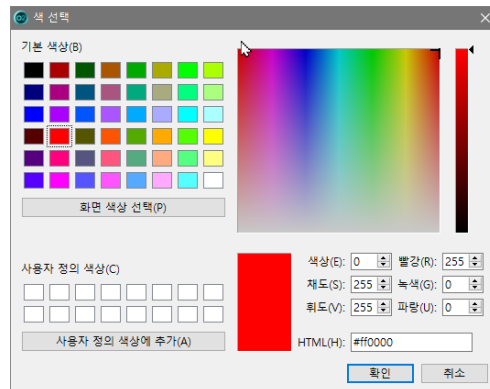 색 선택
기본 색상(B)
화면 색상 선택(P)
사용자 정의 색상(C)
사용자 정의 색상에 추가(A)
색상(E): 0 빨강(R): 255
채도(S): 255 녹색(G): 0
휘도(V): 255 파랑(U): 0
HTML(H): #ff0000
확인 취소